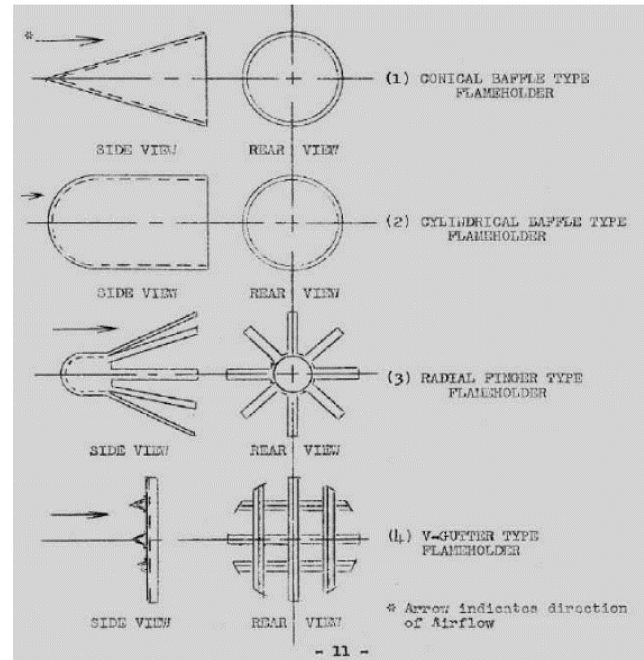 *
(1) CONICAL BAFFLE TYPE
FLAMEHOLDER
SIDE VIEW
REAR VIEW
(2) CYLINDRICAL BAFFLE TYPE
FLAMEHOLDER
SIDE VIEW
REAR VIEW
(3) RADIAL FINGER TYPE
FLAMEHOLDER
SIDE VIEW
REAR VIEW
(4) V-GUTTER TYPE
FLAMEHOLDER
SIDE VIEW
REAR VIEW
* Arrow indicates direction
of Airflow
- 11 -